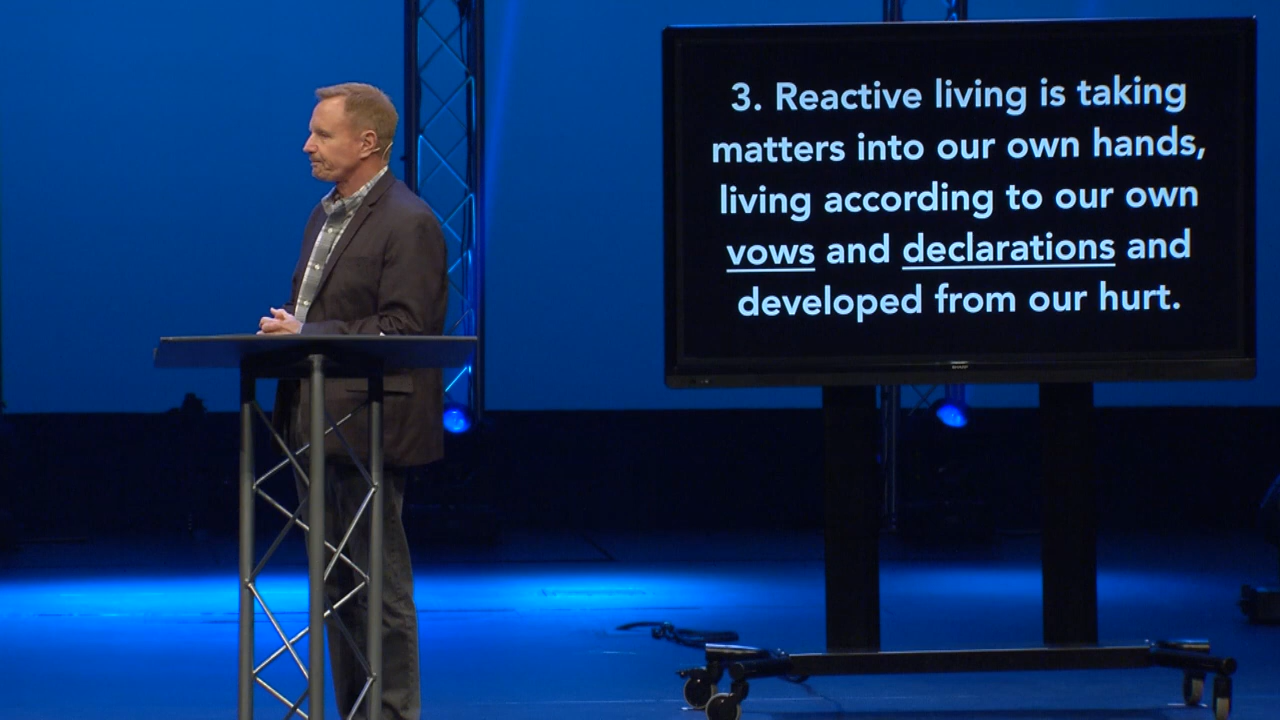 3. Reactive living is taking
matters into our own hands,
living according to our own
vows and declarations and
developed from our hurt.
SHARP